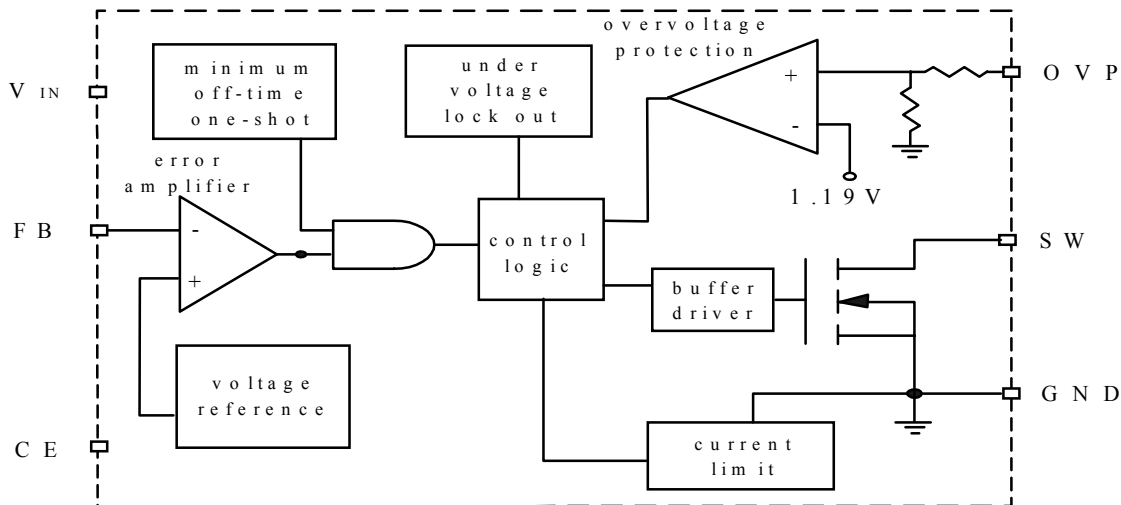 overvoltage
protection
minimum
off-time
one-shot
under
voltage
lock out
+
-
OVP
VIN
1.19V
error
amplifier
FB
-
+
control
logic
SW
buffer
driver
voltage
reference
GND
CE
current
limit